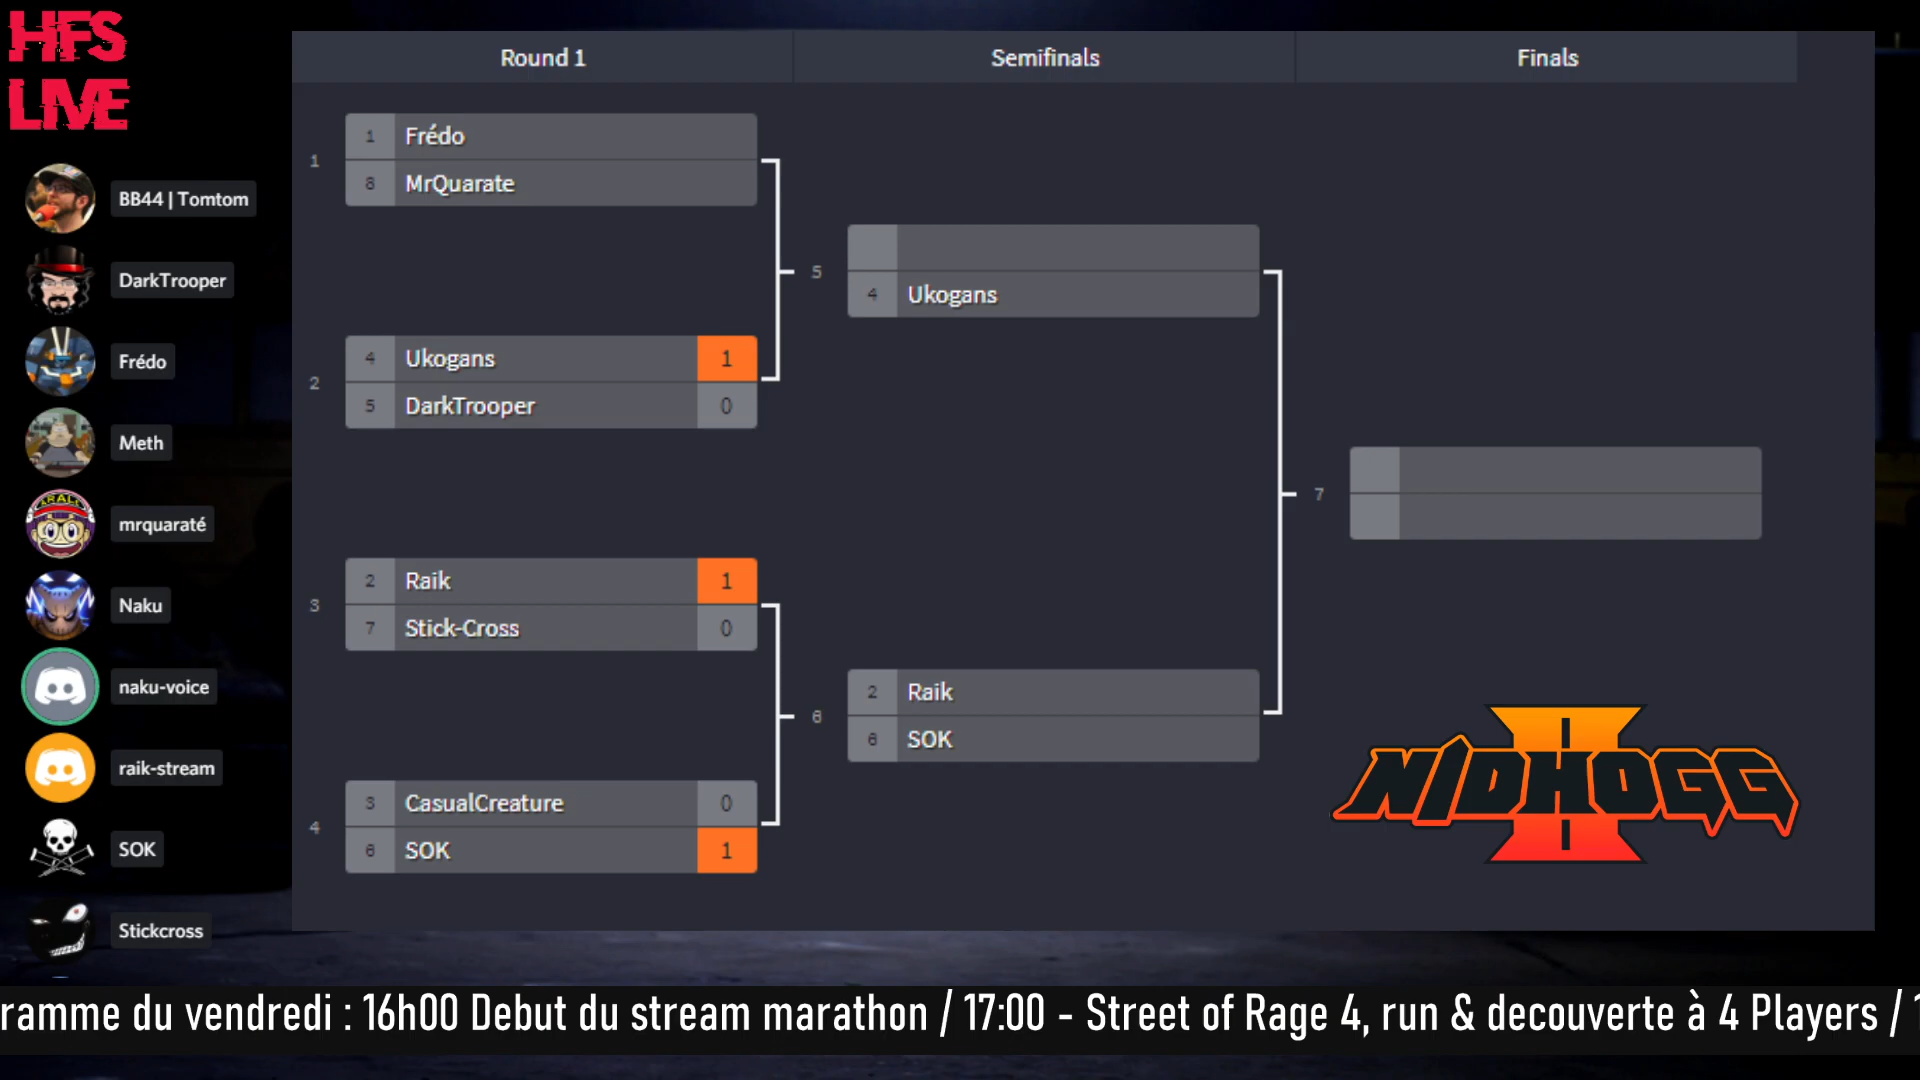 HFS
LIVE
BB44 | Tomtom
DarkTrooper
Frédo
Meth
ARALE
mrquaraté
Naku
naku-voice
raik-stream
SOK
Stickcross
Round 1
Semifinals
Finals
1
1 Frédo
8 MrQuarate
2
4 Ukogans 1
5 DarkTrooper 0
3
2 Raik 1
7 Stick-Cross 0
4
3 CasualCreature 0
6 SOK 1
5
4 Ukogans
6
2 Raik
6 SOK
7
NIDHOGG
II
ramme du vendredi : 16h00 Debut du stream marathon / 17:00 - Street of Rage 4, run & decouverte à 4 Players / 1